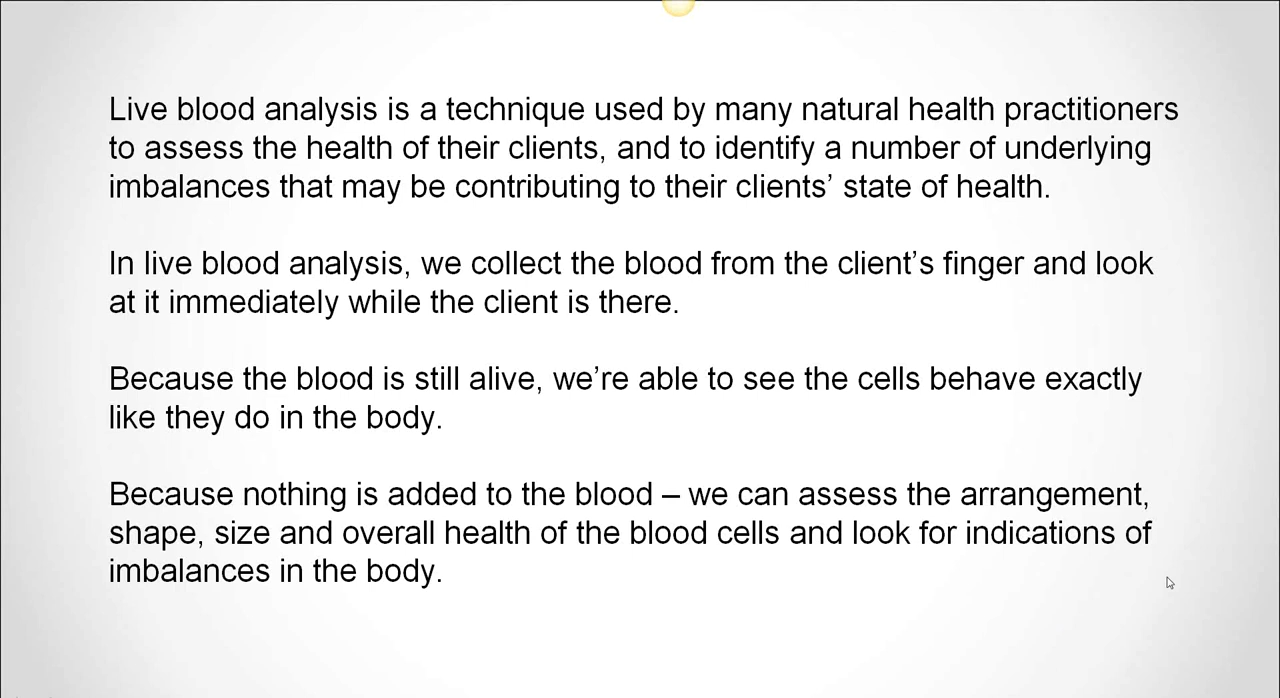 Live blood analysis is a technique used by many natural health practitioners
to assess the health of their clients, and to identify a number of underlying
imbalances that may be contributing to their clients’ state of health.
In live blood analysis, we collect the blood from the client’s finger and look
at it immediately while the client is there.
Because the blood is still alive, we’re able to see the cells behave exactly
like they do in the body.
Because nothing is added to the blood – we can assess the arrangement,
shape, size and overall health of the blood cells and look for indications of
imbalances in the body.